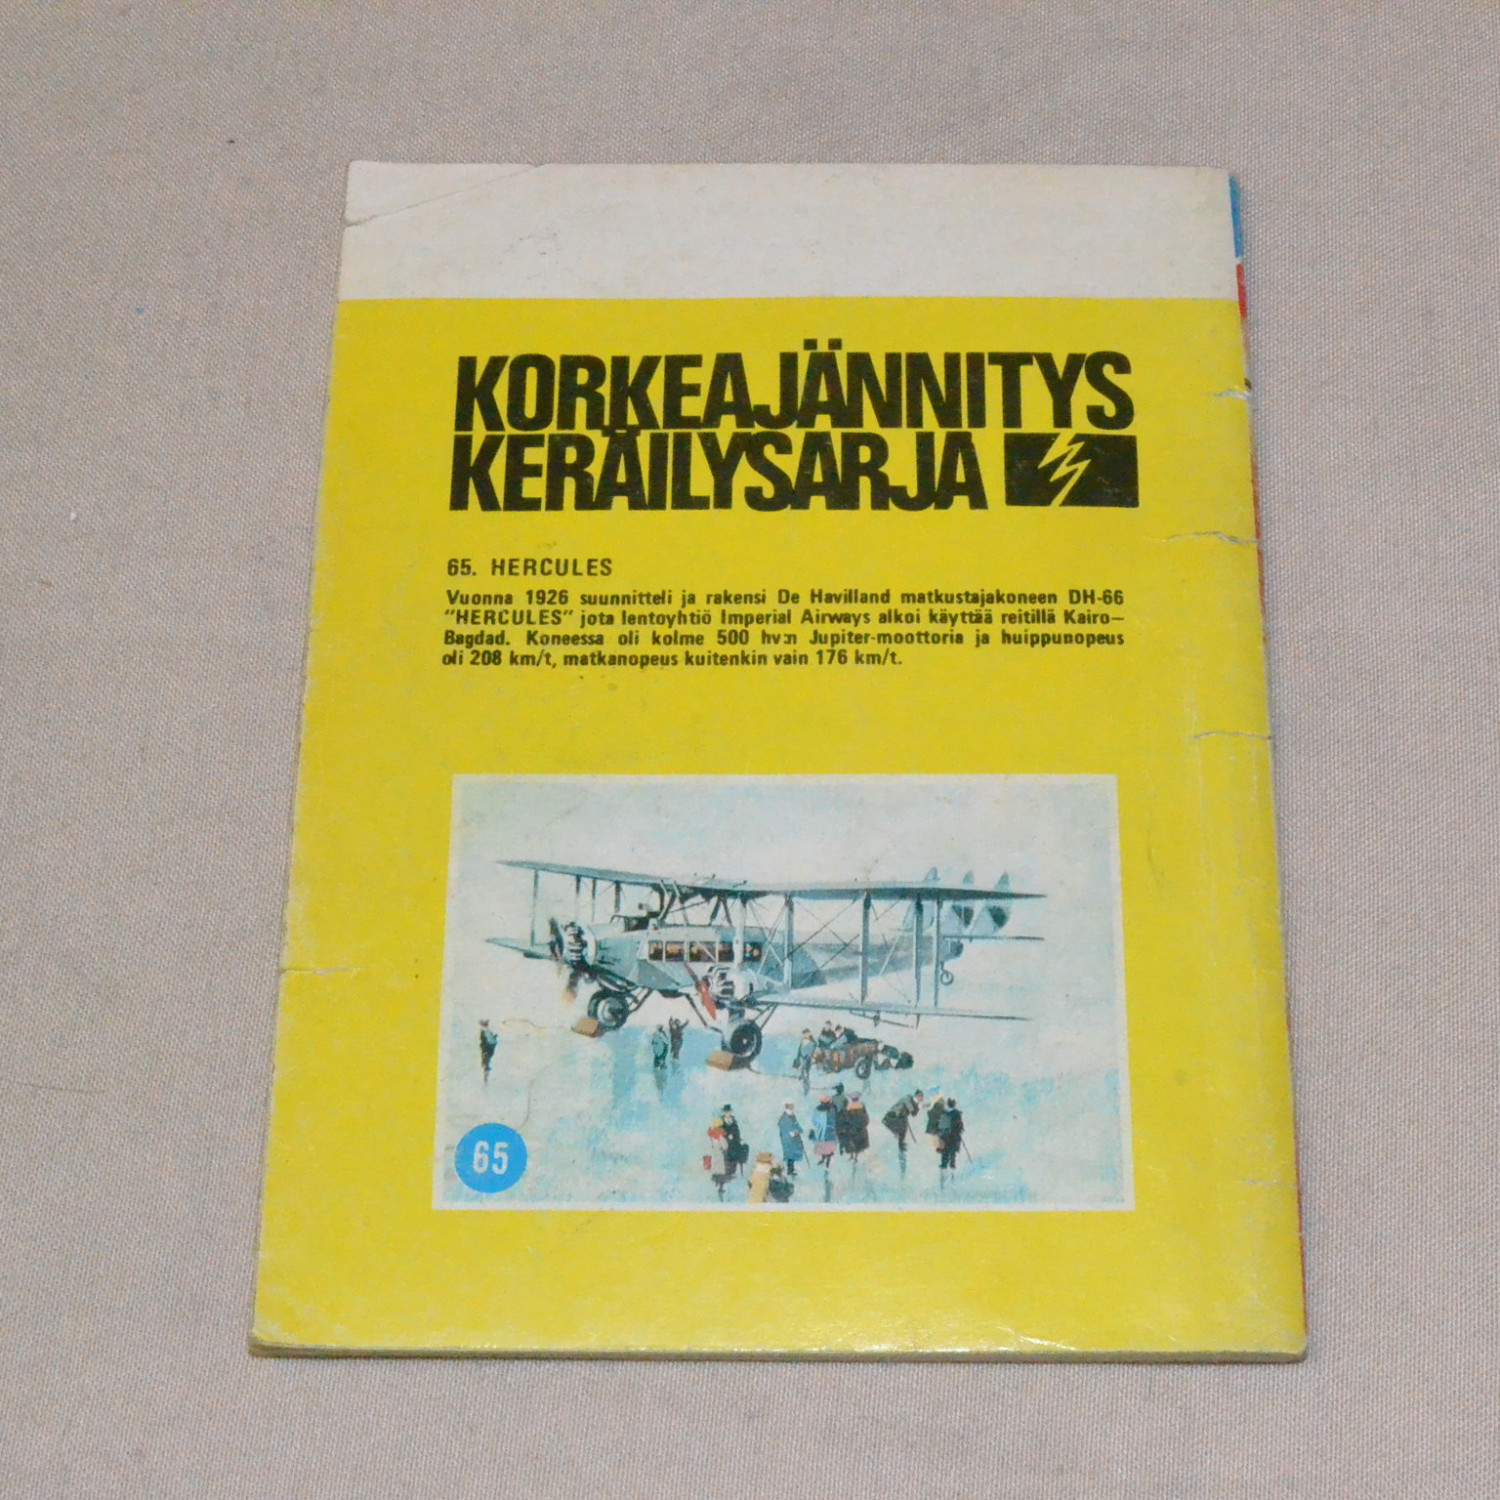 KORKEAJÄNNITYS
KERÄILYSARJA
65. HERCULES
Vuonna 1926 suunnitteli ja rakensi De Havilland matkustajakoneen DH-66
"HERCULES" jota lentoyhtiö Imperial Airways alkoi käyttää reitillä Kairo—
Bagdad. Koneessa oli kolme 500 hv:n Jupiter-moottoria ja huippunopeus
oli 208 km/t, matkanopeus kuitenkin vain 176 km/t.
65